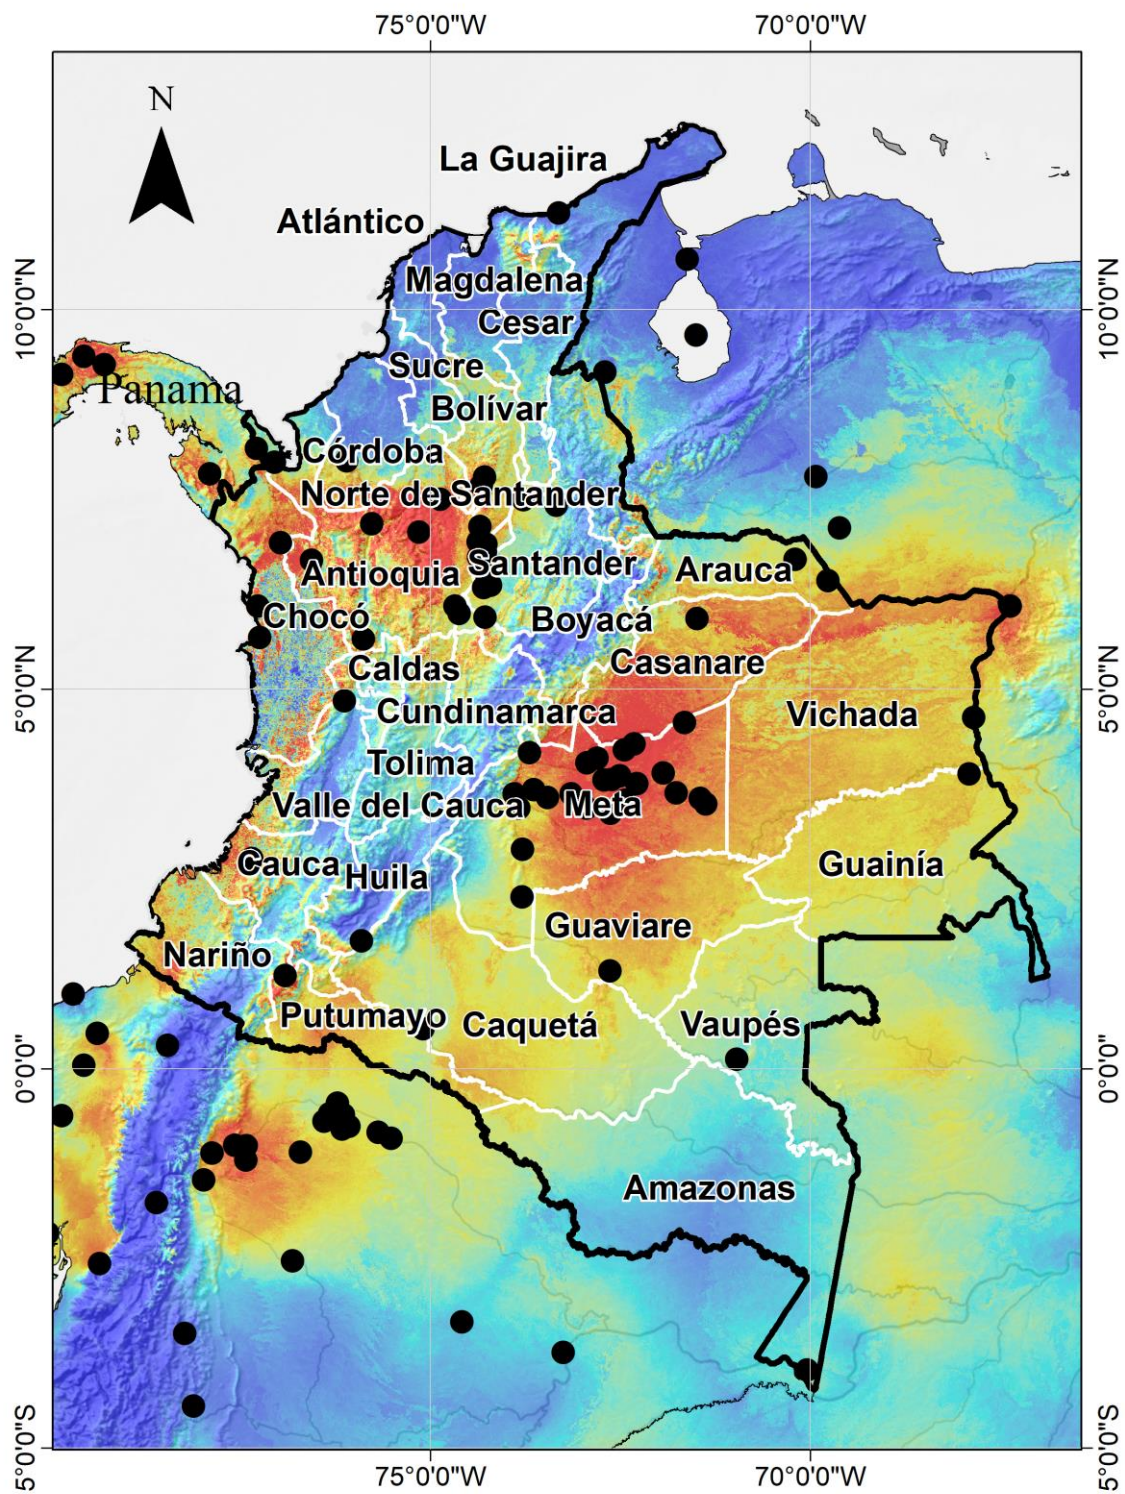 75°0'0"W 70°0'0"W
N
La Guajira
Atlántico
Magdalena
10°0'0"N 10°0'0"N
Cesar
Sucre
Panama
Bolívar
Córdoba
Norte de Santander
Santander
Antioquia Arauca
Chocó Boyacá
Caldas Casanare
5°0'0"N 5°0'0"N
Cundinamarca Vichada
Tolima
Valle del Cauca Meta
Cauca Huila Guainía
Guaviare
Nariño
Putumayo Caquetá Vaupés
0°0'0" 0°0'0"
Amazonas
5°0'0"S 5°0'0"S
75°0'0"W 70°0'0"W